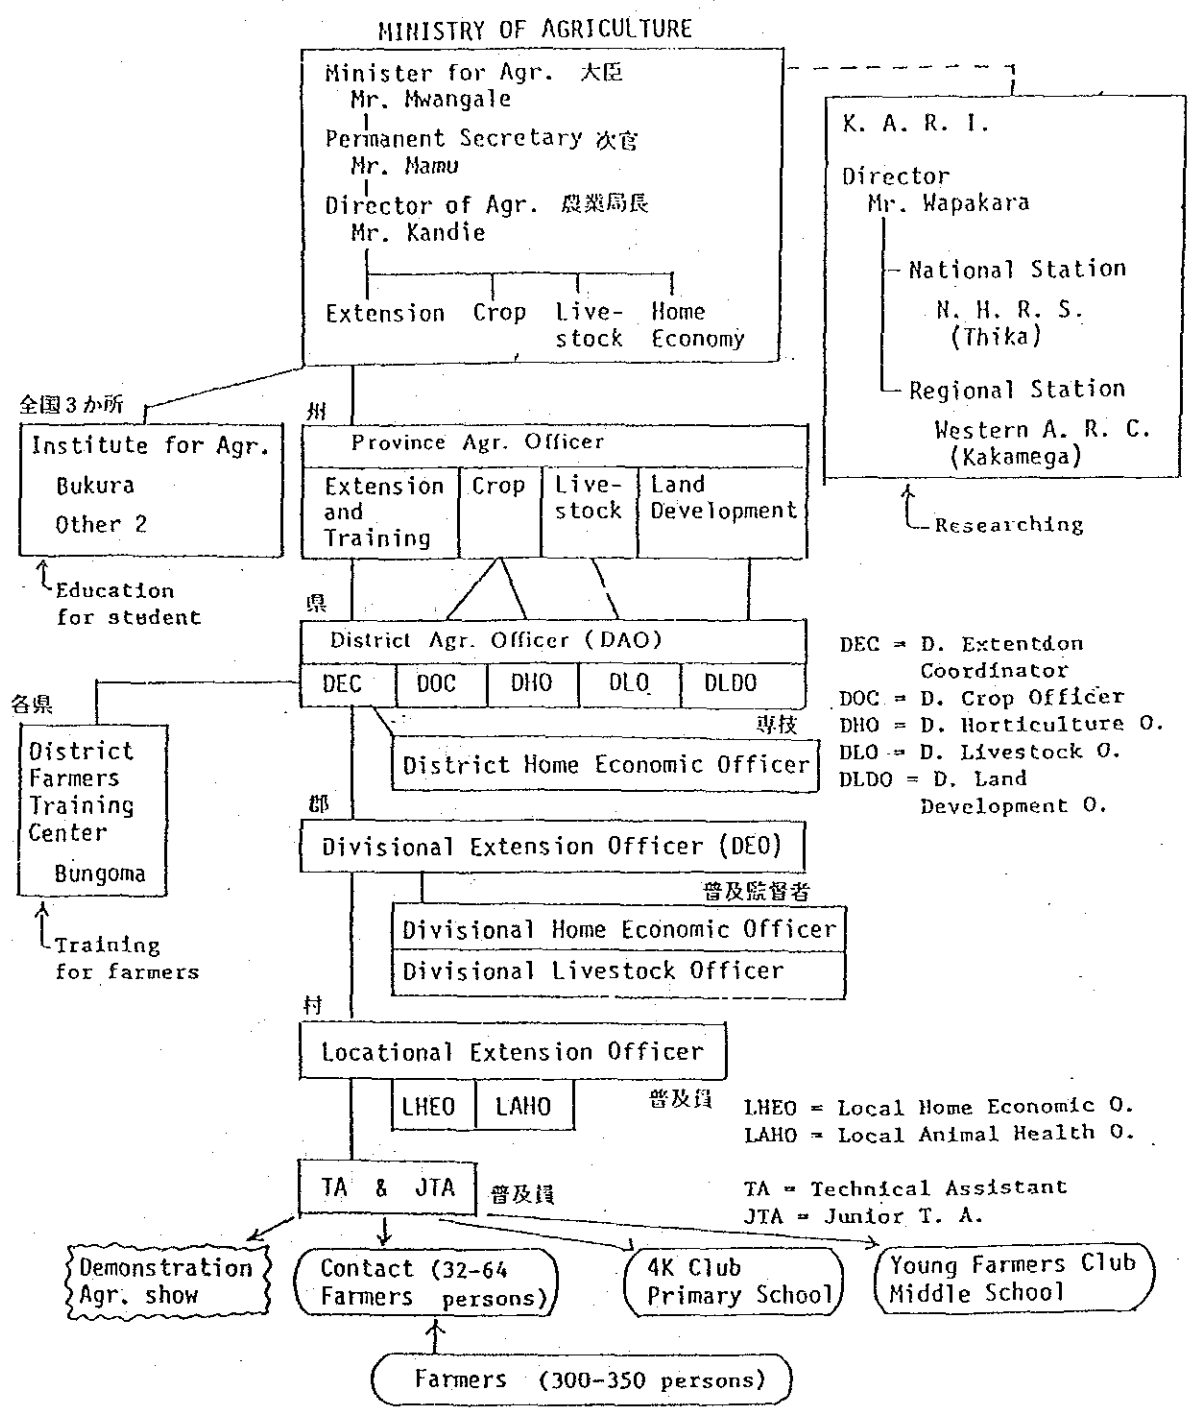 MINISTRY OF AGRICULTURE
Minister for Agr. 大臣
Mr. Mwangale
Permanent Secretary 次官
Mr. Mamu
Director of Agr. 農業局長
Mr. Kandie
Extension Crop Live- Home
stock Economy
K. A. R. I.
Director
Mr. Wapakara
National Station
N. H. R. S.
(Thika)
Regional Station
Western A. R. C.
(Kakamega)
Researching
全国3か所
Institute for Agr.
Bukura
Other 2
Education
for student
州
Province Agr. Officer
Extension Crop Live- Land
and stock Development
Training
県
District Agr. Officer (DAO)
DEC DOC DHO DLO DLDO
専技
District Home Economic Officer
DEC = D. Extentdon
Coordinator
DOC = D. Crop Officer
DHO = D. Horticulture O.
DLO = D. Livestock O.
DLDO = D. Land
Development O.
各県
District
Farmers
Training
Center
Bungoma
Training
for farmers
郡
Divisional Extension Officer (DEO)
普及監督者
Divisional Home Economic Officer
Divisional Livestock Officer
村
Locational Extension Officer
LHEO LAHO
普及員
LHEO = Local Home Economic O.
LAHO = Local Animal Health O.
TA & JTA
普及員
TA = Technical Assistant
JTA = Junior T. A.
Demonstration
Agr. show
Contact (32-64
Farmers persons)
4K Club
Primary School
Young Farmers Club
Middle School
Farmers (300-350 persons)